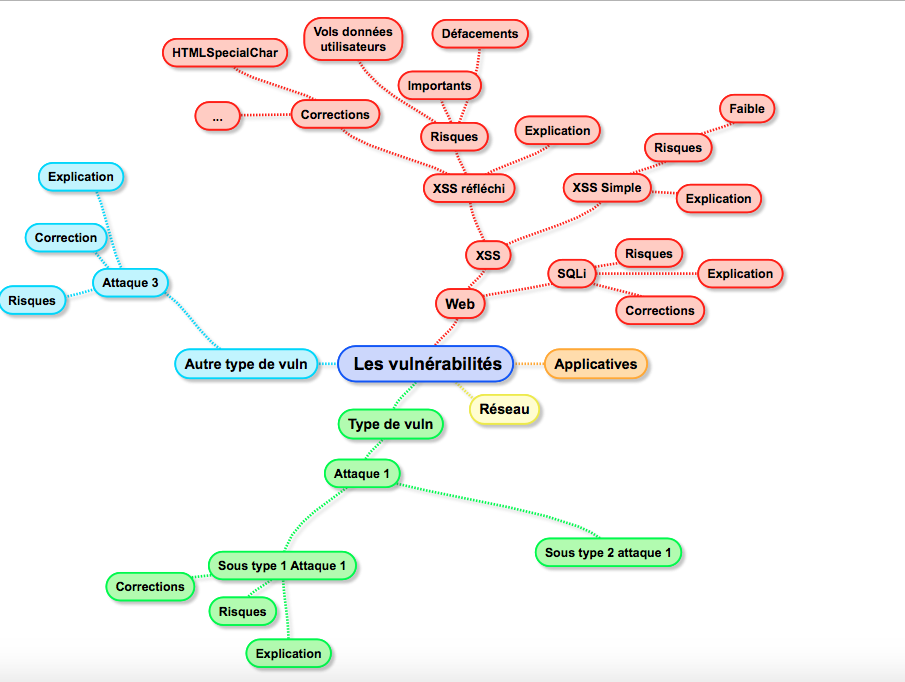 Vols données
utilisateurs
Défacements
HTMLSpecialChar
Importants
Faible
...
Corrections
Risques
Explication
Risques
XSS réfléchi
XSS Simple
Explication
Explication
Correction
XSS
Risques
SQLi
Explication
Attaque 3
Risques
Web
Corrections
Autre type de vuln
Les vulnérabilités
Applicatives
Réseau
Type de vuln
Attaque 1
Sous type 2 attaque 1
Sous type 1 Attaque 1
Corrections
Risques
Explication